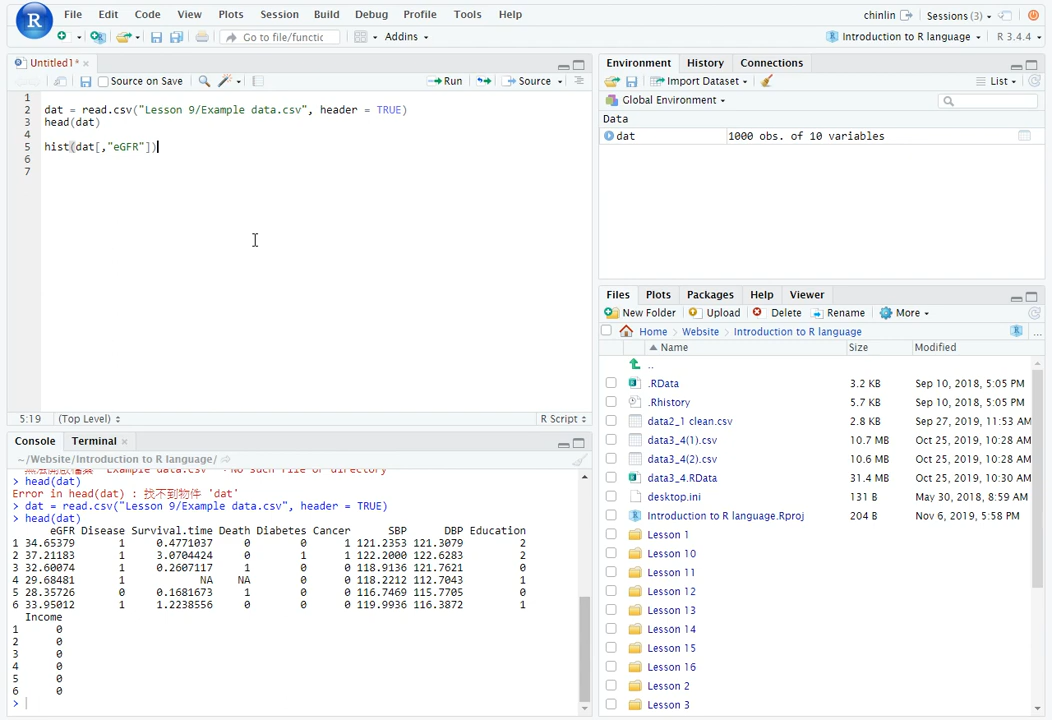 File Edit Code View Plots Session Build Debug Profile Tools Help
chinlin Sessions (3)
Go to file/functic Addins
Introduction to R language R 3.4.4
Untitled1* ×
Source on Save Run Source
1
2 dat = read.csv("Lesson 9/Example data.csv", header = TRUE)
3 head(dat)
4
5 hist(dat[,"eGFR"])
6
7
5:19 (Top Level) R Script
Console Terminal ×
~/Website/Introduction to R language/
無法開啟檔案 'Example data.csv' : No such file or directory
> head(dat)
Error in head(dat) : 找不到物件 'dat'
> dat = read.csv("Lesson 9/Example data.csv", header = TRUE)
> head(dat)
eGFR Disease Survival.time Death Diabetes Cancer SBP DBP Education
1 34.65379 1 0.4771037 0 0 1 121.2353 121.3079 2
2 37.21183 1 3.0704424 0 1 1 122.2000 122.6283 2
3 32.60074 1 0.2607117 1 0 0 118.9136 121.7621 0
4 29.68481 1 NA NA 0 0 118.2212 112.7043 1
5 28.35726 0 0.1681673 1 0 0 116.7469 115.7705 0
6 33.95012 1 1.2238556 0 0 0 119.9936 116.3872 1
Income
1 0
2 0
3 0
4 0
5 0
6 0
>
Environment History Connections
Import Dataset List
Global Environment
Data
dat 1000 obs. of 10 variables
Files Plots Packages Help Viewer
New Folder Upload Delete Rename More
Home Website Introduction to R language ...
Name Size Modified
..
.RData 3.2 KB Sep 10, 2018, 5:05 PM
.Rhistory 5.7 KB Sep 10, 2018, 5:05 PM
data2_1 clean.csv 2.8 KB Sep 27, 2019, 11:53 AM
data3_4(1).csv 10.7 MB Oct 25, 2019, 10:28 AM
data3_4(2).csv 10.6 MB Oct 25, 2019, 10:28 AM
data3_4.RData 31.4 KB Oct 25, 2019, 10:30 AM
desktop.ini 131 B May 30, 2018, 8:59 AM
Introduction to R language.Rproj 204 B Nov 6, 2019, 5:58 PM
Lesson 1
Lesson 10
Lesson 11
Lesson 12
Lesson 13
Lesson 14
Lesson 15
Lesson 16
Lesson 2
Lesson 3